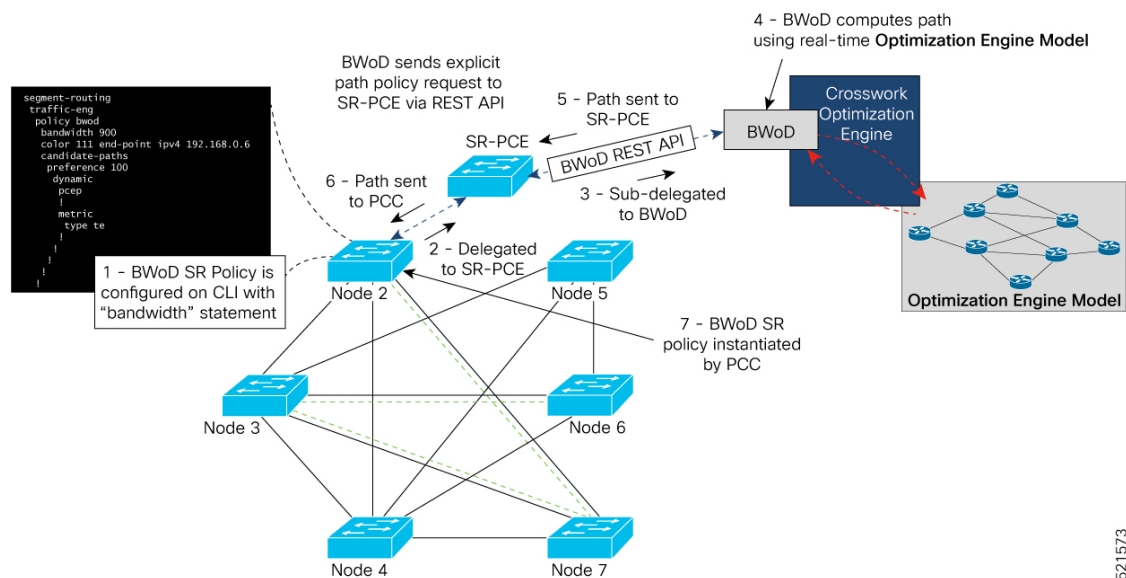 4 - BWoD computes path
using real-time Optimization Engine Model
BWoD sends explicit
path policy request to
SR-PCE via REST API
segment-routing
traffic-eng
policy bwod
bandwidth 900
color 111 end-point ipv4 192.168.0.6
candidate-paths
preference 100
dynamic
pcep
!
metric
type te
!
!
!
!
!
5 - Path sent to
SR-PCE
Crosswork
Optimization
Engine
BWoD
SR-PCE
BWoD REST API
6 - Path sent
to PCC
3 - Sub-delegated
to BWoD
2 - Delegated
to SR-PCE
1 - BWoD SR Policy is
configured on CLI with
“bandwidth” statement
Node 2
Node 5
Optimization Engine Model
7 - BWoD SR
policy instantiated
by PCC
Node 3
Node 6
Node 4
Node 7
521573